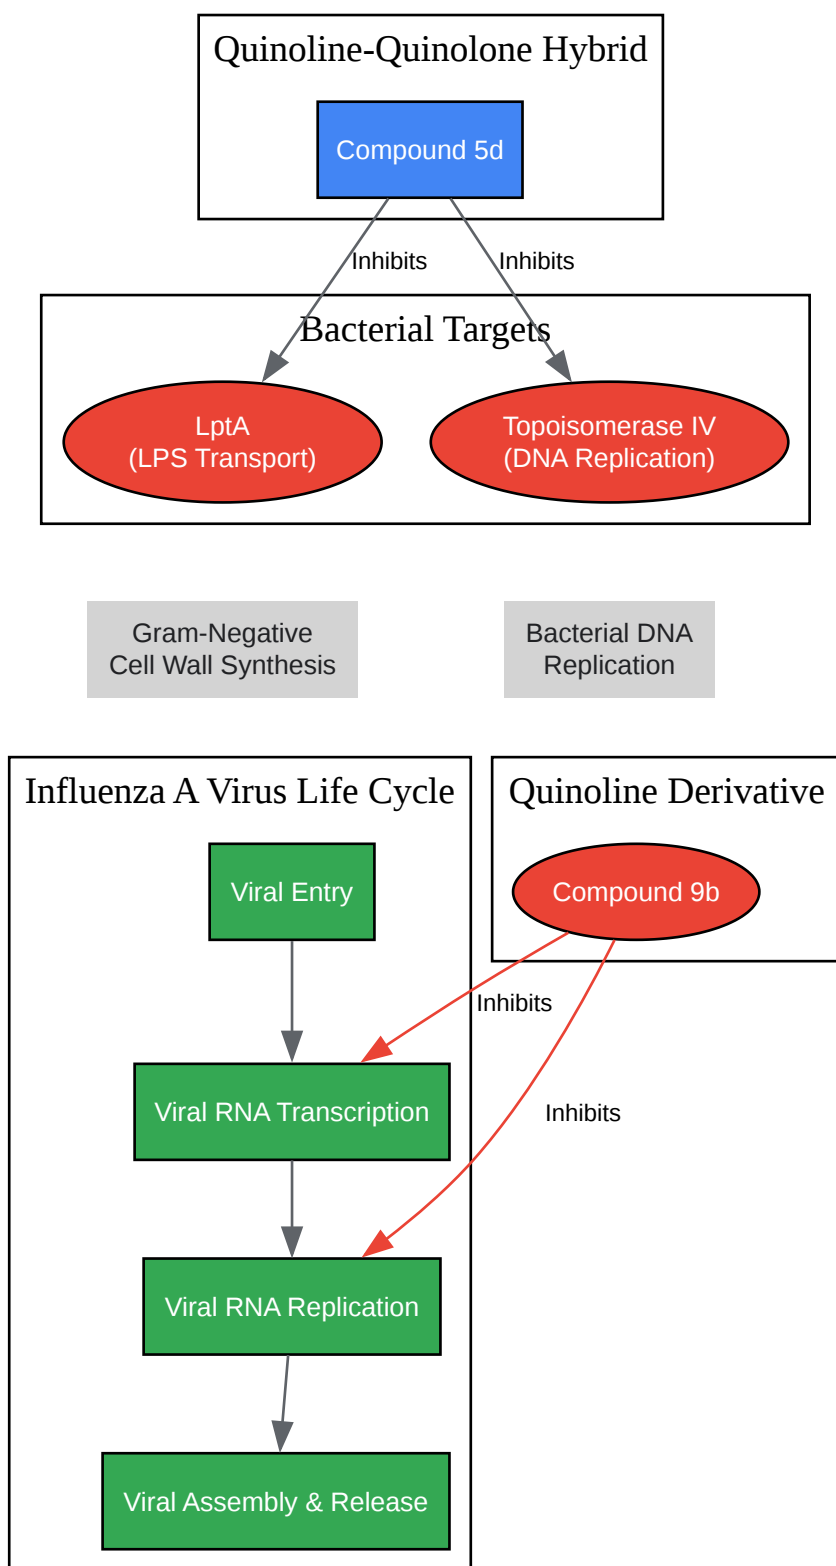 Quinoline-Quinolone Hybrid
Compound 5d
Inhibits
Inhibits
Bacterial Targets
LptA
(LPS Transport)
Topoisomerase IV
(DNA Replication)
Gram-Negative
Cell Wall Synthesis
Bacterial DNA
Replication
Influenza A Virus Life Cycle
Quinoline Derivative
Viral Entry
Compound 9b
Inhibits
Viral RNA Transcription
Inhibits
Viral RNA Replication
Viral Assembly & Release